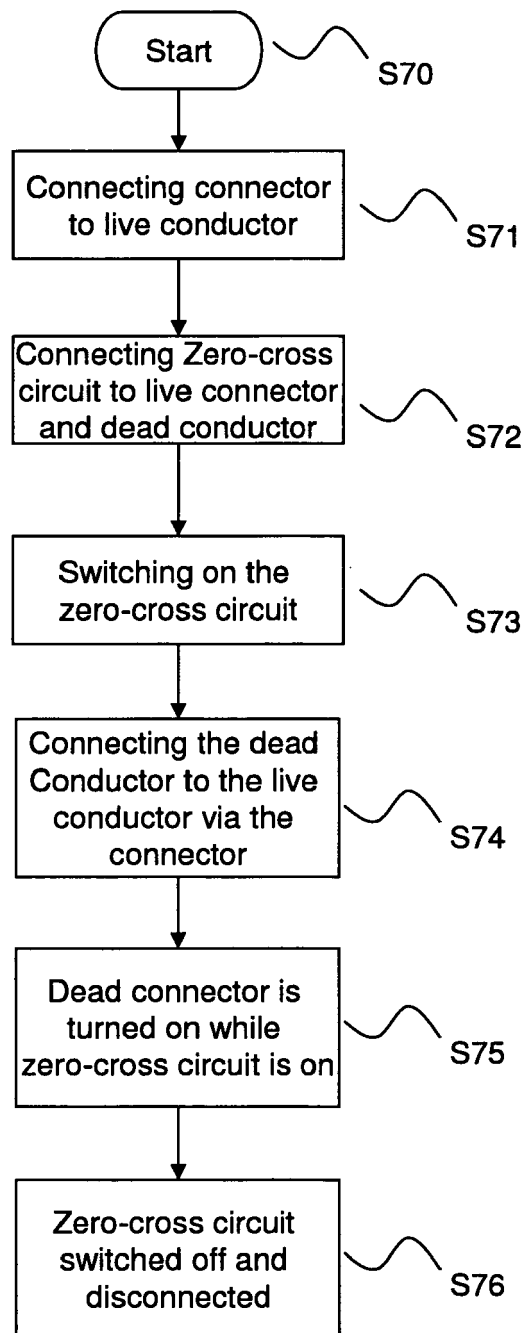 Start
S70
Connecting connector
to live conductor
S71
Connecting Zero-cross
circuit to live connector
and dead conductor
S72
Switching on the
zero-cross circuit
S73
Connecting the dead
Conductor to the live
conductor via the
connector
S74
Dead connector is
turned on while
zero-cross circuit is on
S75
Zero-cross circuit
switched off and
disconnected
S76